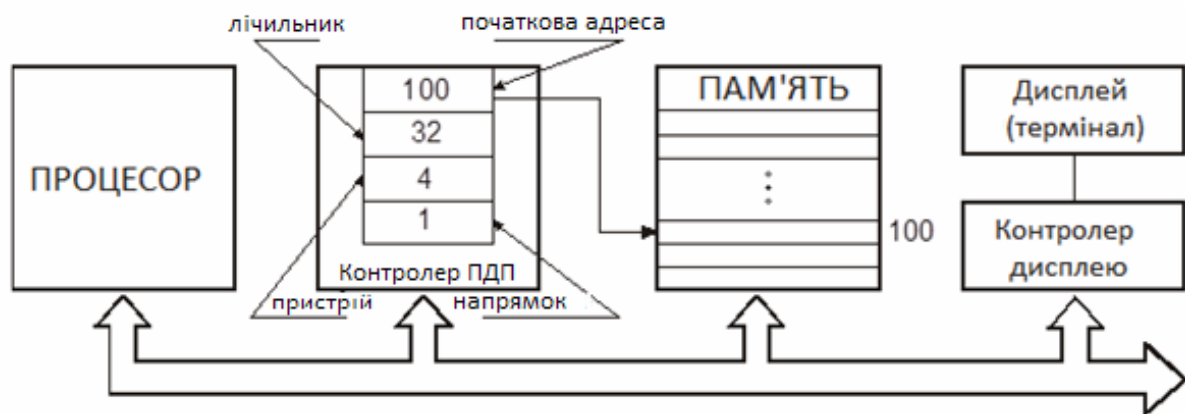 лічильник
початкова адреса
ПРОЦЕСОР
100
32
4
1
Контролер ПДП
пристрій
напрямок
ПАМ'ЯТЬ
100
Дисплей
(термінал)
Контролер
дисплею